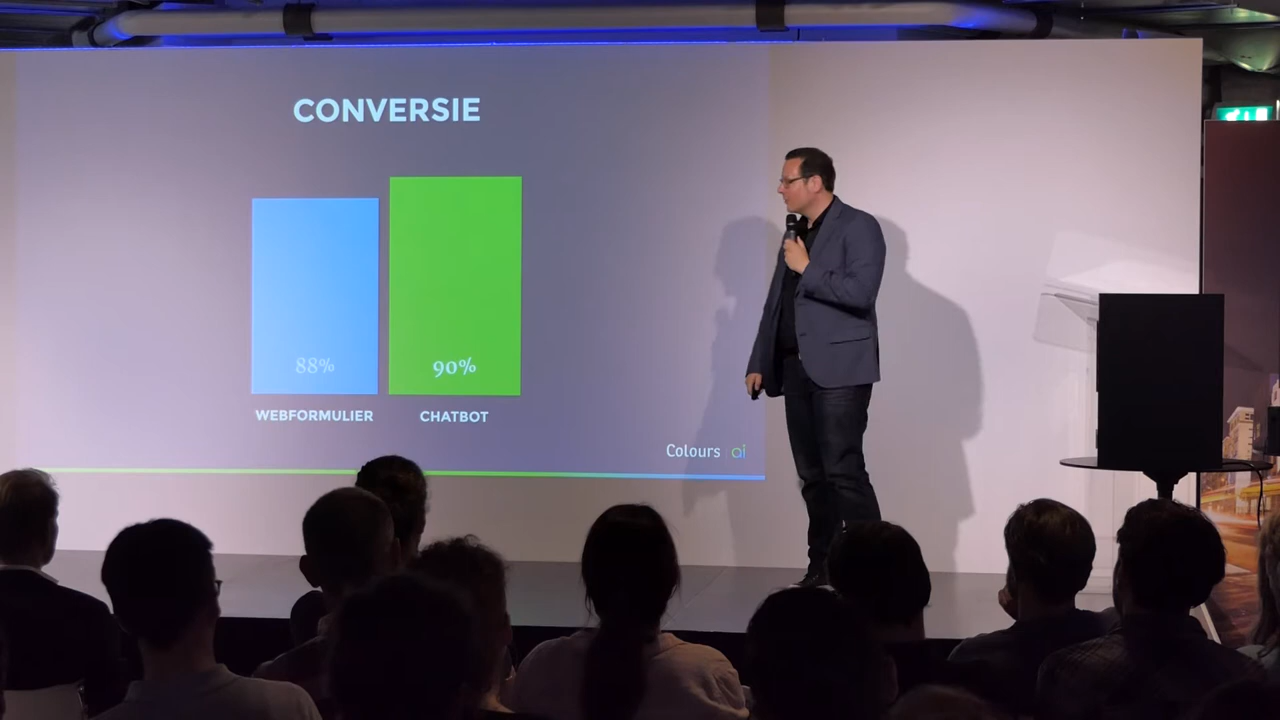 CONVERSIE
88%
90%
WEBFORMULIER
CHATBOT
Colours ai